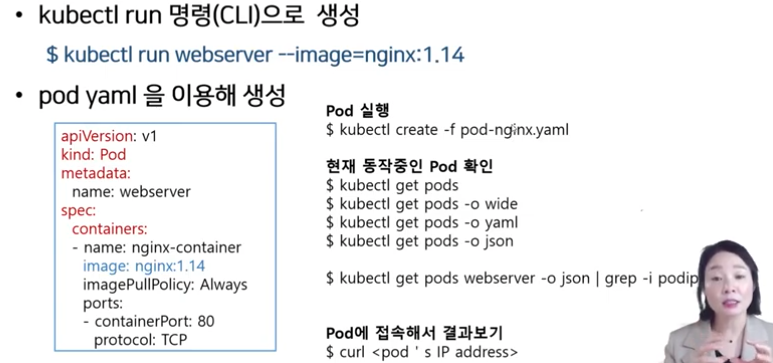 • kubectl run 명령(CLI)으로 생성
$ kubectl run webserver --image=nginx:1.14
• pod yaml 을 이용해 생성
apiVersion: v1
kind: Pod
metadata:
name: webserver
spec:
containers:
- name: nginx-container
image: nginx:1.14
imagePullPolicy: Always
ports:
- containerPort: 80
protocol: TCP
Pod 실행
$ kubectl create -f pod-nginx.yaml
현재 동작중인 Pod 확인
$ kubectl get pods
$ kubectl get pods -o wide
$ kubectl get pods -o yaml
$ kubectl get pods -o json
$ kubectl get pods webserver -o json | grep -i podip
Pod에 접속해서 결과보기
$ curl <pod ' s IP address>